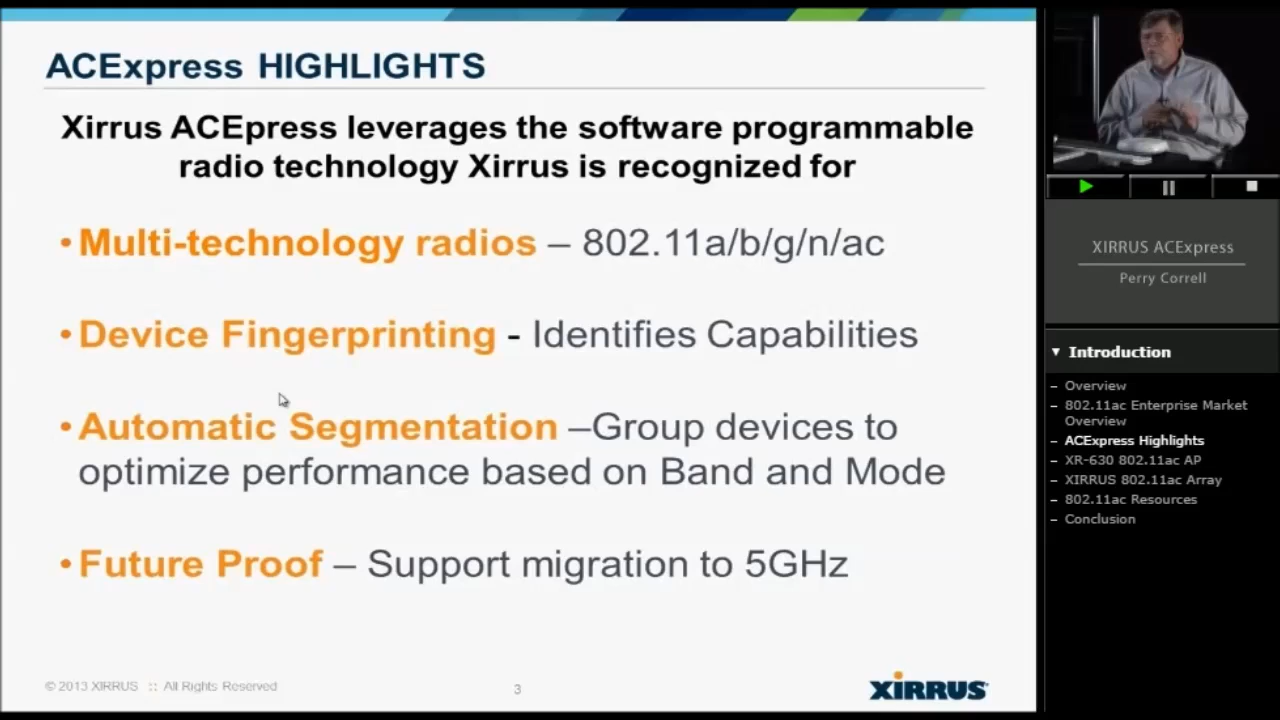 ACExpress HIGHLIGHTS
Xirrus ACEpress leverages the software programmable
radio technology Xirrus is recognized for
• Multi-technology radios – 802.11a/b/g/n/ac
• Device Fingerprinting - Identifies Capabilities
• Automatic Segmentation –Group devices to
optimize performance based on Band and Mode
• Future Proof – Support migration to 5GHz
© 2013 XIRRUS :: All Rights Reserved
3
XIRRUS
XIRRUS ACExpress
Perry Correll
▼ Introduction
– Overview
– 802.11ac Enterprise Market
Overview
– ACExpress Highlights
– XR-630 802.11ac AP
– XIRRUS 802.11ac Array
– 802.11ac Resources
– Conclusion